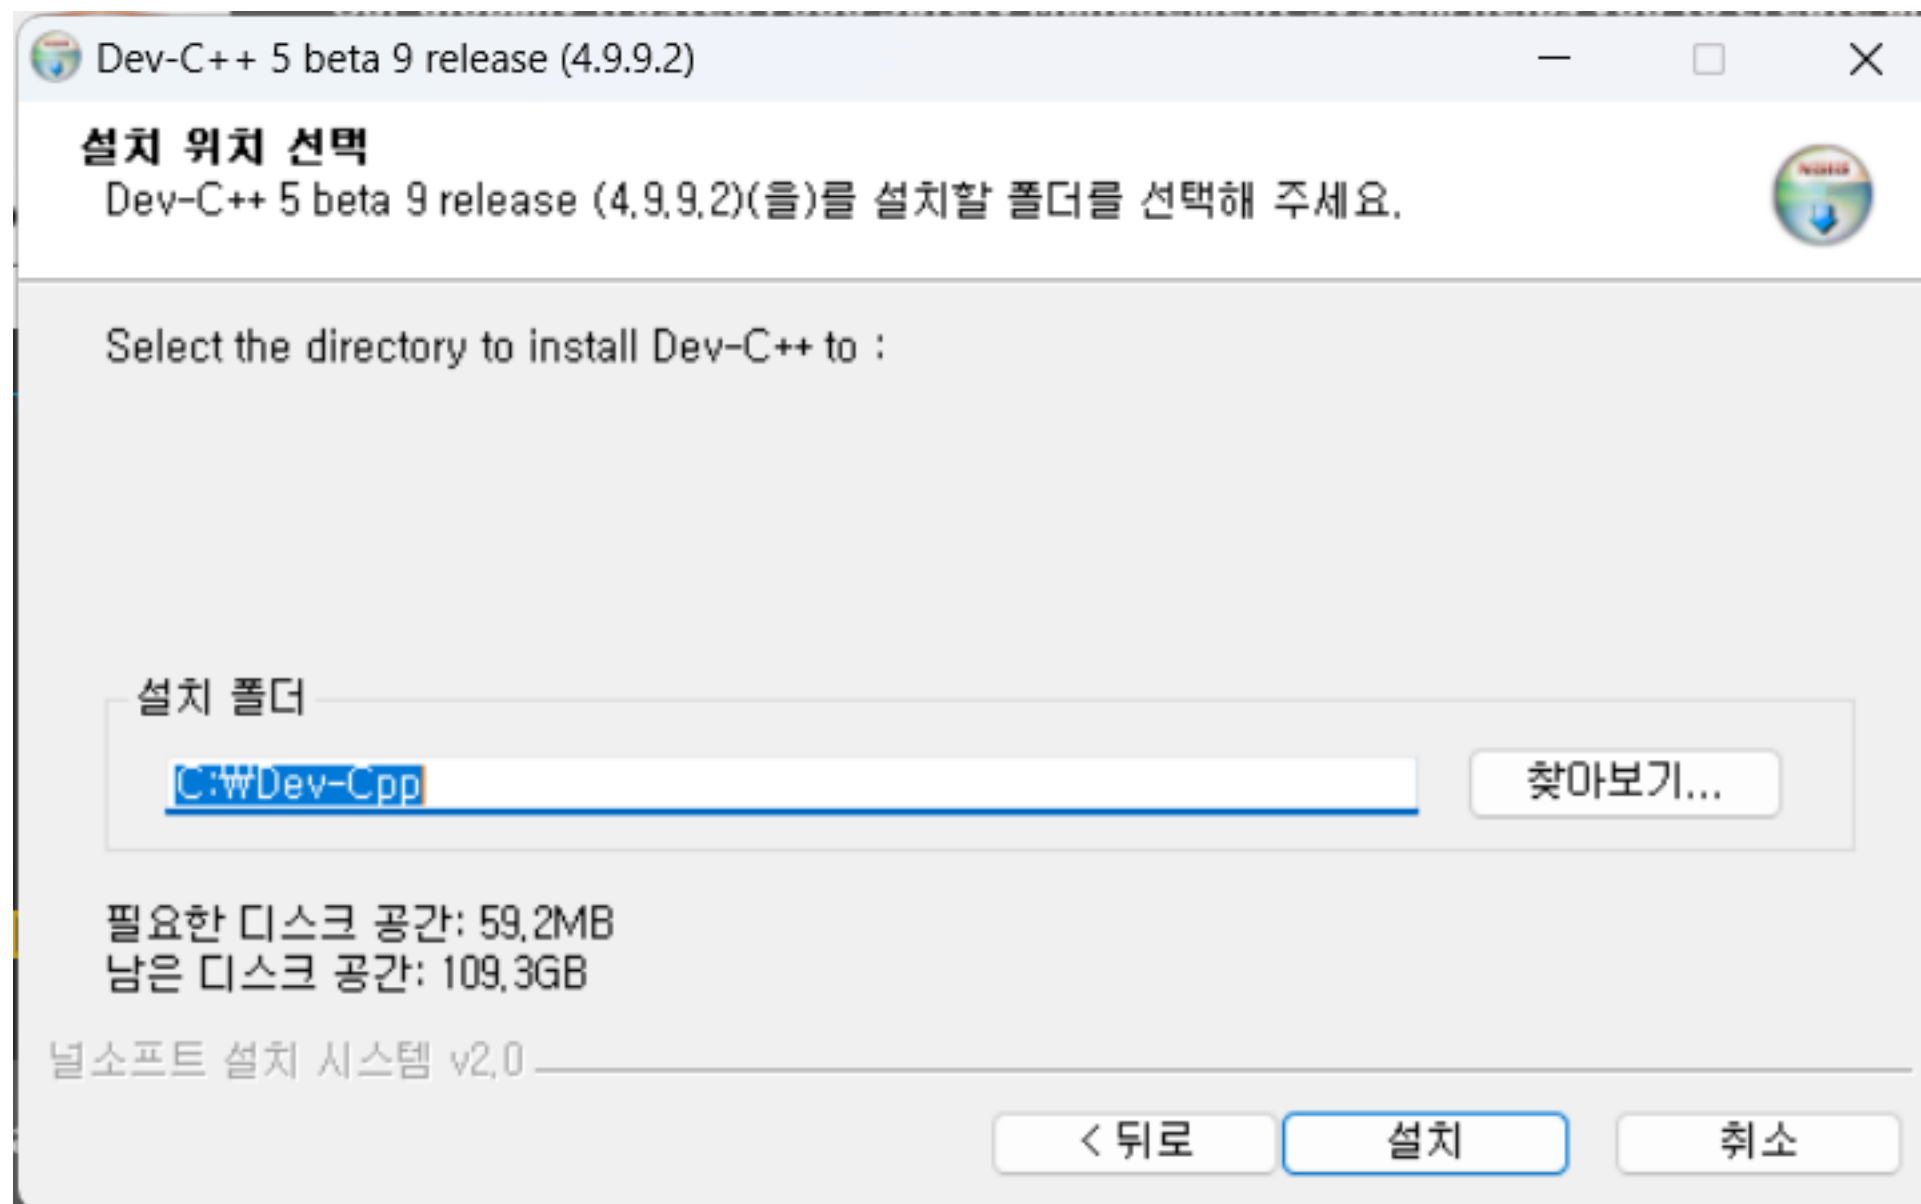 Dev-C++ 5 beta 9 release (4.9.9.2)
설치 위치 선택
Dev-C++ 5 beta 9 release (4.9.9.2)(을)를 설치할 폴더를 선택해 주세요.
Select the directory to install Dev-C++ to :
설치 폴더
C:₩Dev-Cpp
찾아보기...
필요한 디스크 공간: 59.2MB
남은 디스크 공간: 109.3GB
널소프트 설치 시스템 v2.0
< 뒤로
설치
취소